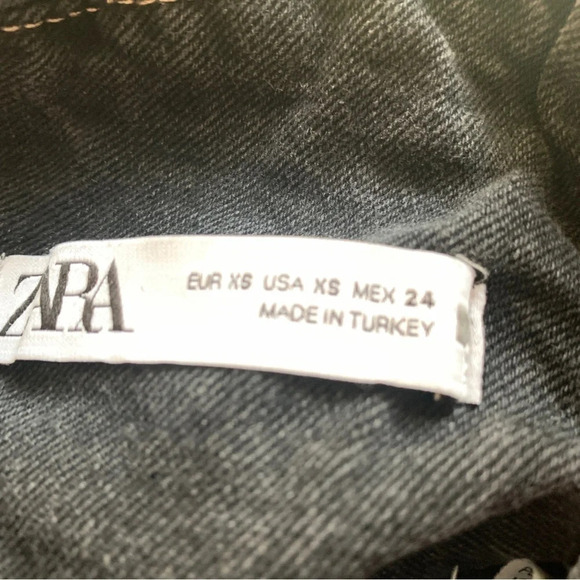 ZARA
EUR XS USA XS MEX 24
MADE IN TURKEY